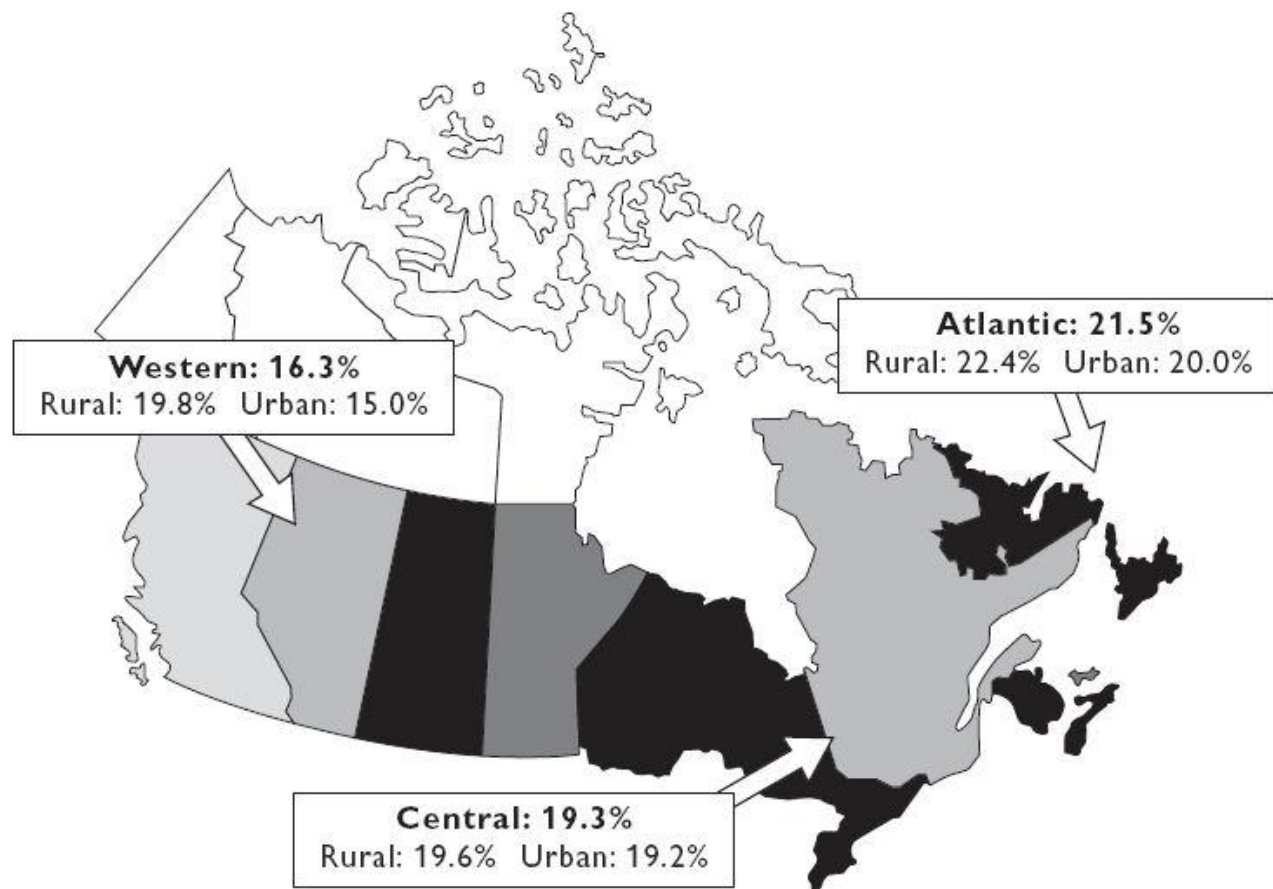 Atlantic: 21.5%
Rural: 22.4% Urban: 20.0%
Western: 16.3%
Rural: 19.8% Urban: 15.0%
Central: 19.3%
Rural: 19.6% Urban: 19.2%